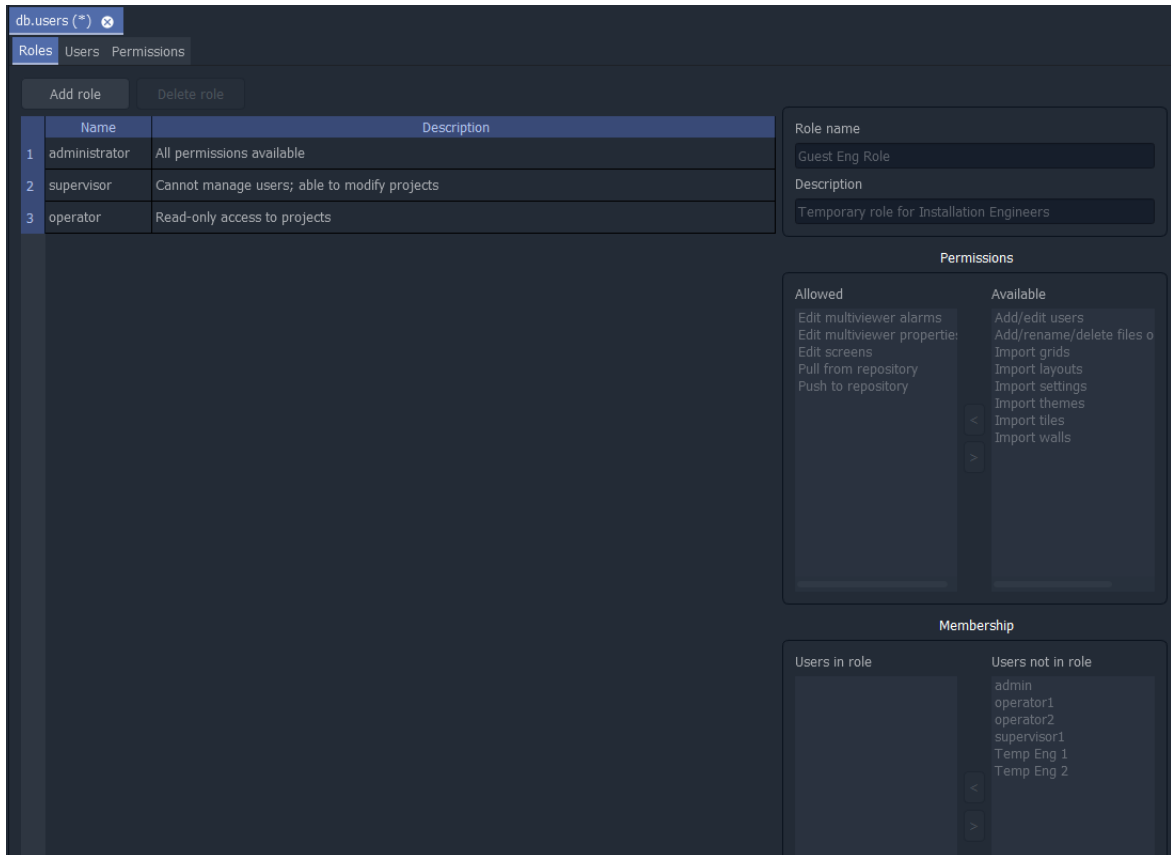 db.users (*)
Roles Users Permissions
Add role Delete role
Name Description
1 administrator All permissions available
2 supervisor Cannot manage users; able to modify projects
3 operator Read-only access to projects
Role name
Guest Eng Role
Description
Temporary role for Installation Engineers
Permissions
Allowed
Edit multiviewer alarms
Edit multiviewer properties
Edit screens
Pull from repository
Push to repository
<
>
Available
Add/edit users
Add/rename/delete files o
Import grids
Import layouts
Import settings
Import themes
Import tiles
Import walls
Membership
Users in role
<
>
Users not in role
admin
operator1
operator2
supervisor1
Temp Eng 1
Temp Eng 2